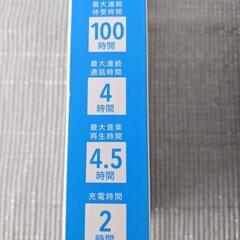 最大連続
待受時間
100
時間
最大連続
通話時間
4
時間
最大音楽
再生時間
4.5
時間
充電時間
2
時間